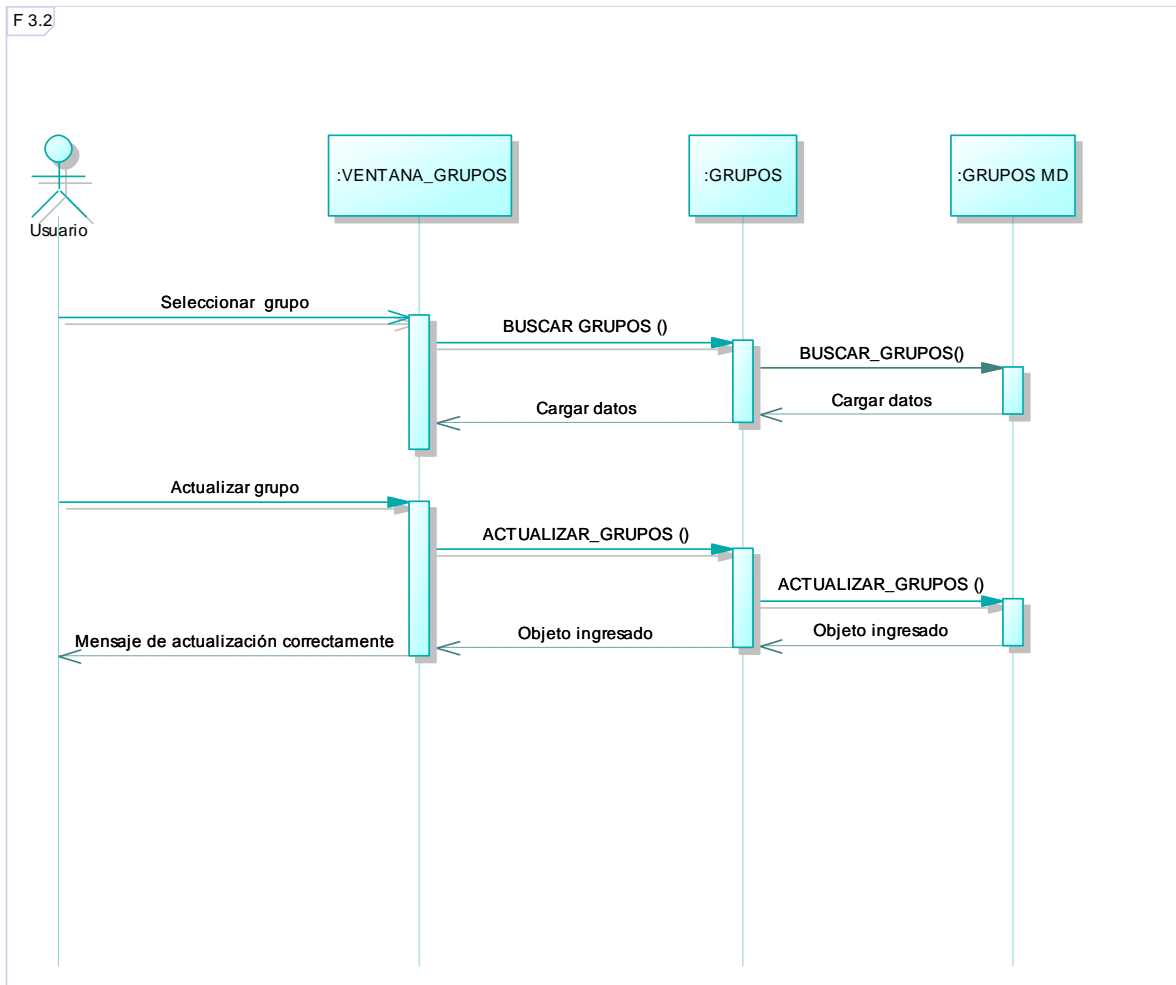 F 3.2
:VENTANA_GRUPOS
:GRUPOS
:GRUPOS MD
Usuario
Seleccionar  grupo
BUSCAR GRUPOS ()
BUSCAR_GRUPOS()
Cargar datos
Cargar datos
Actualizar grupo
ACTUALIZAR_GRUPOS ()
ACTUALIZAR_GRUPOS ()
Objeto ingresado
Objeto ingresado
Mensaje de actualización correctamente